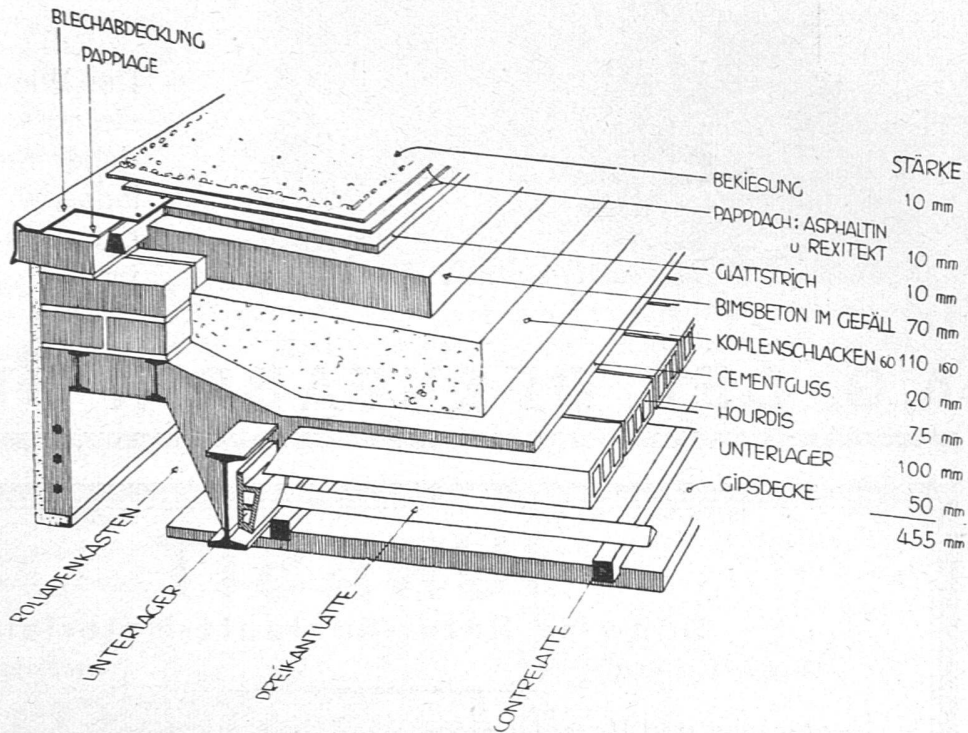 BLECHABDECKUNG
PAPPLAGE
STÄRKE
BEKIESUNG 10 mm
PAPPDACH: ASPHALTIN
U REXITEKT 10 mm
GLATTSTRICH 10 mm
BIMSBETON IM GEFÄLL 70 mm
KOHLENSCHLACKEN 60 110 160
CEMENTGUSS 20 mm
HOURDIS 75 mm
UNTERLAGER 100 mm
GIPSDECKE 50 mm
455 mm
ROLLADENKASTEN
UNTERLAGER
DREIKANTLATTE
CONTRELATTE